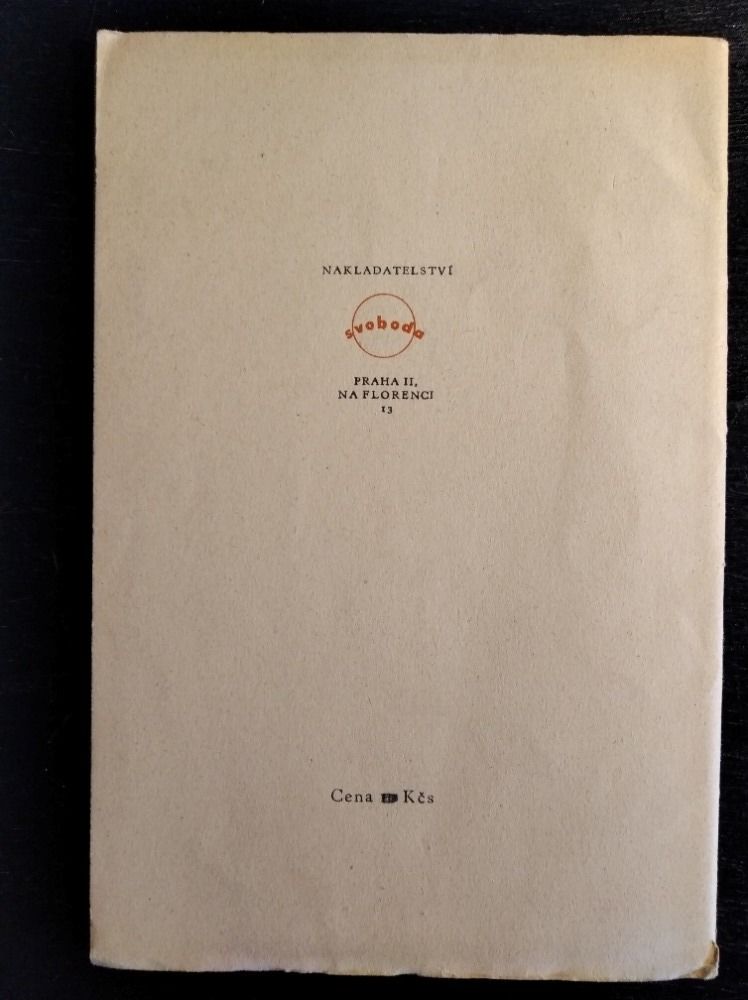 NAKLADATELSTVÍ
svoboda
PRAHA II,
NA FLORENCI
13
Cena Kčs